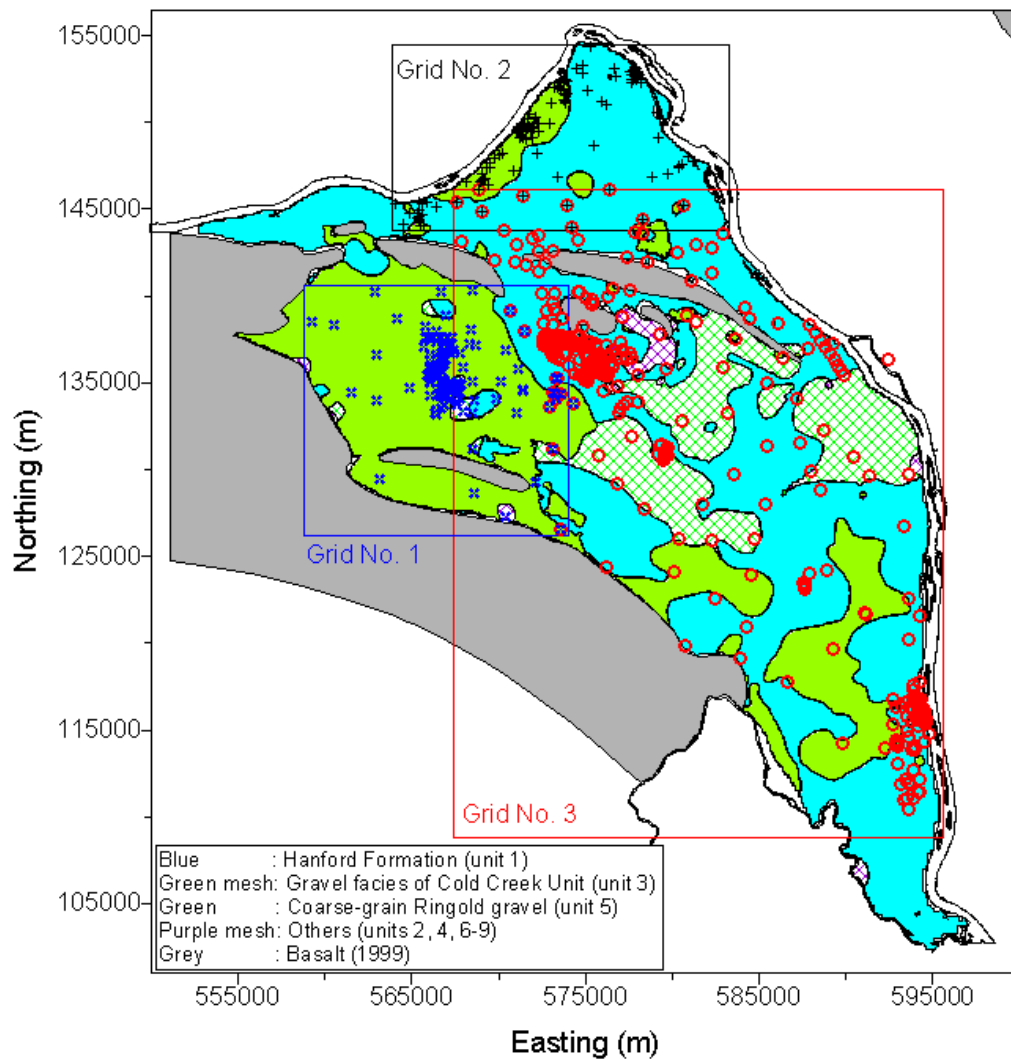 155000
145000
135000
125000
115000
105000
Northing (m)
Grid No. 2
Grid No. 1
Grid No. 3
Blue : Hanford Formation (unit 1)
Green mesh: Gravel facies of Cold Creek Unit (unit 3)
Green : Coarse-grain Ringold gravel (unit 5)
Purple mesh: Others (units 2, 4, 6-9)
Grey : Basalt (1999)
555000 565000 575000 585000 595000
Easting (m)